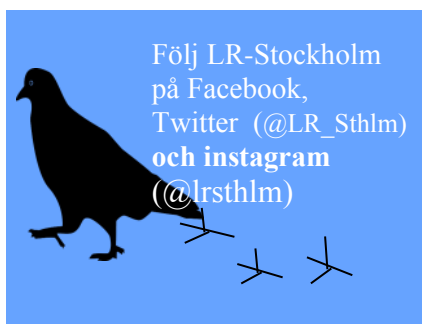 Följ LR-Stockholm
på Facebook,
Twitter (@LR_Sthlm)
och instagram
(@lrsthlm)